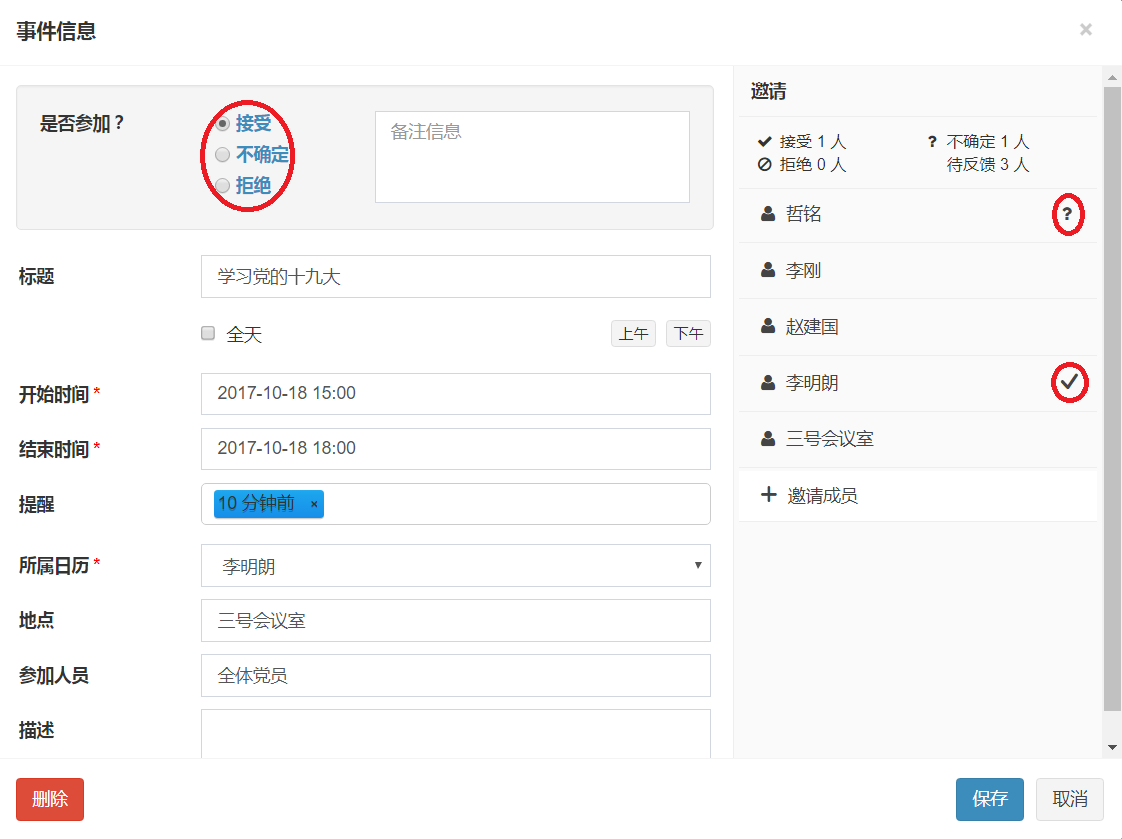 事件信息
×
是否参加？
接受
不确定
拒绝
备注信息
标题
学习党的十九大
全天
上午
下午
开始时间 *
2017-10-18 15:00
结束时间 *
2017-10-18 18:00
提醒
10 分钟前 ×
所属日历 *
李明朗
地点
三号会议室
参加人员
全体党员
描述
邀请
接受 1 人
? 不确定 1 人
拒绝 0 人
待反馈 3 人
哲铭 ?
李刚
赵建国
李明朗
三号会议室
+ 邀请成员
删除
保存
取消